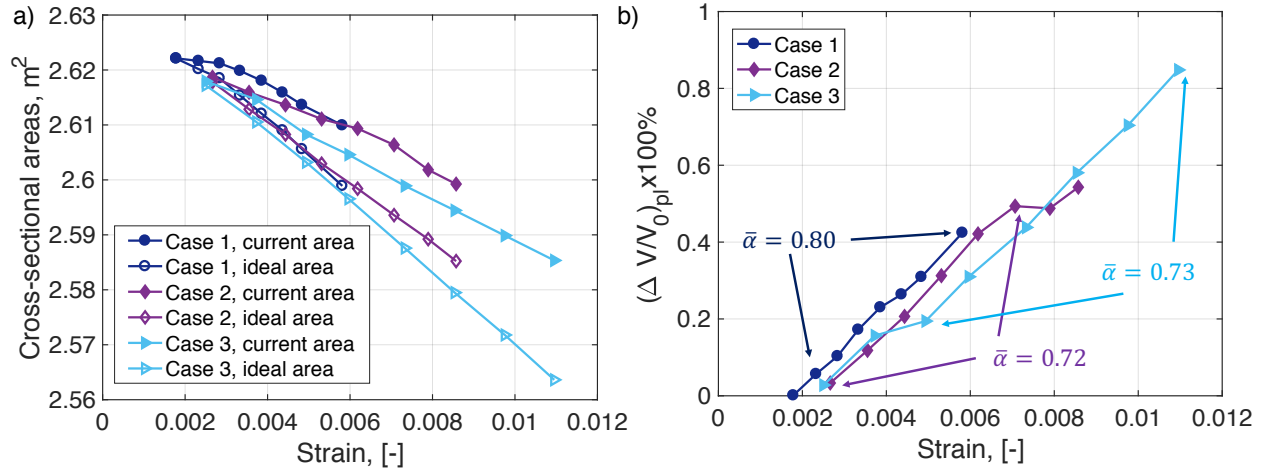 a)
Cross-sectional areas, m²
2.63
2.62
2.61
2.6
2.59
2.58
2.57
2.56
Case 1, current area
Case 1, ideal area
Case 2, current area
Case 2, ideal area
Case 3, current area
Case 3, ideal area
0 0.002 0.004 0.006 0.008 0.01 0.012
Strain, [-]
b)
(Δ V/V₀)ₚₗx100%
1
0.8
0.6
0.4
0.2
0
Case 1
Case 2
Case 3
ᾱ = 0.80
ᾱ = 0.73
ᾱ = 0.72
0 0.002 0.004 0.006 0.008 0.01 0.012
Strain, [-]